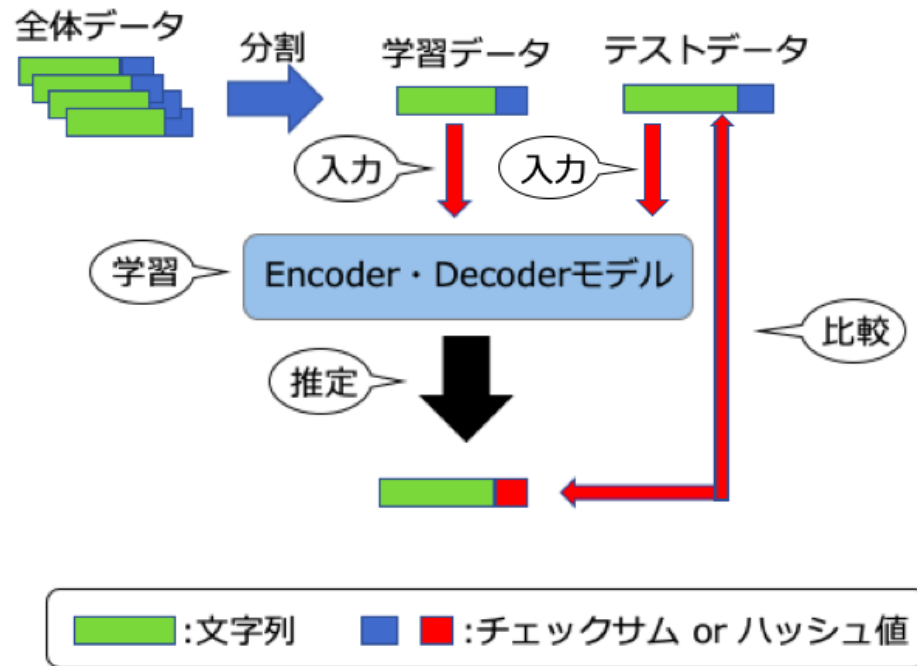 全体データ
分割
学習データ
テストデータ
入力
入力
学習
Encoder・Decoderモデル
比較
推定
:文字列
:チェックサム or ハッシュ値